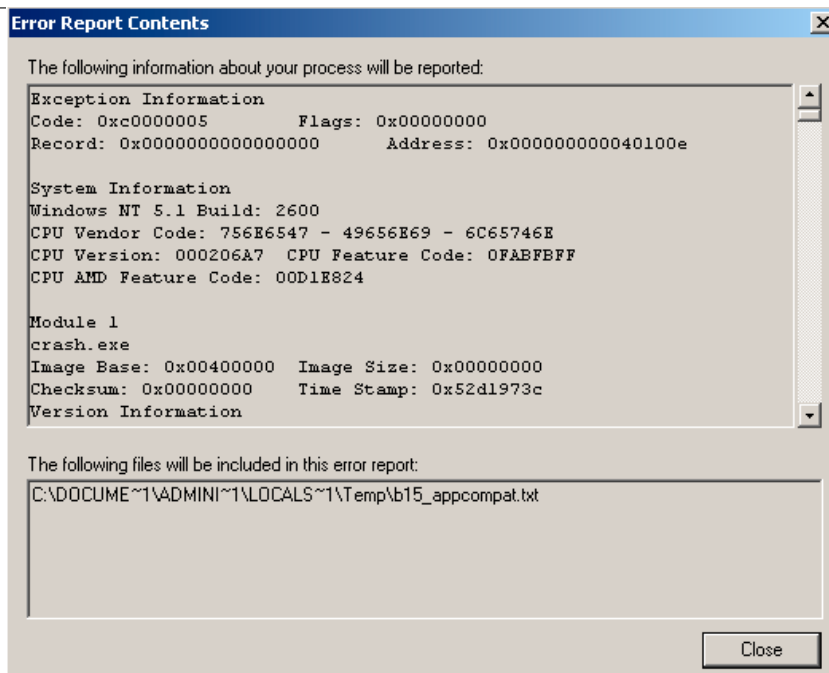 Error Report Contents
The following information about your process will be reported:
Exception Information
Code: 0xc0000005 Flags: 0x00000000
Record: 0x0000000000000000 Address: 0x000000000040100e
System Information
Windows NT 5.1 Build: 2600
CPU Vendor Code: 756E6547 - 49656E69 - 6C65746E
CPU Version: 000206A7 CPU Feature Code: 0FABFBFF
CPU AMD Feature Code: 00D1E824
Module 1
crash.exe
Image Base: 0x00400000 Image Size: 0x00000000
Checksum: 0x00000000 Time Stamp: 0x52d1973c
Version Information
The following files will be included in this error report:
C:\DOCUME~1\ADMINI~1\LOCALS~1\Temp\b15_appcompat.txt
Close